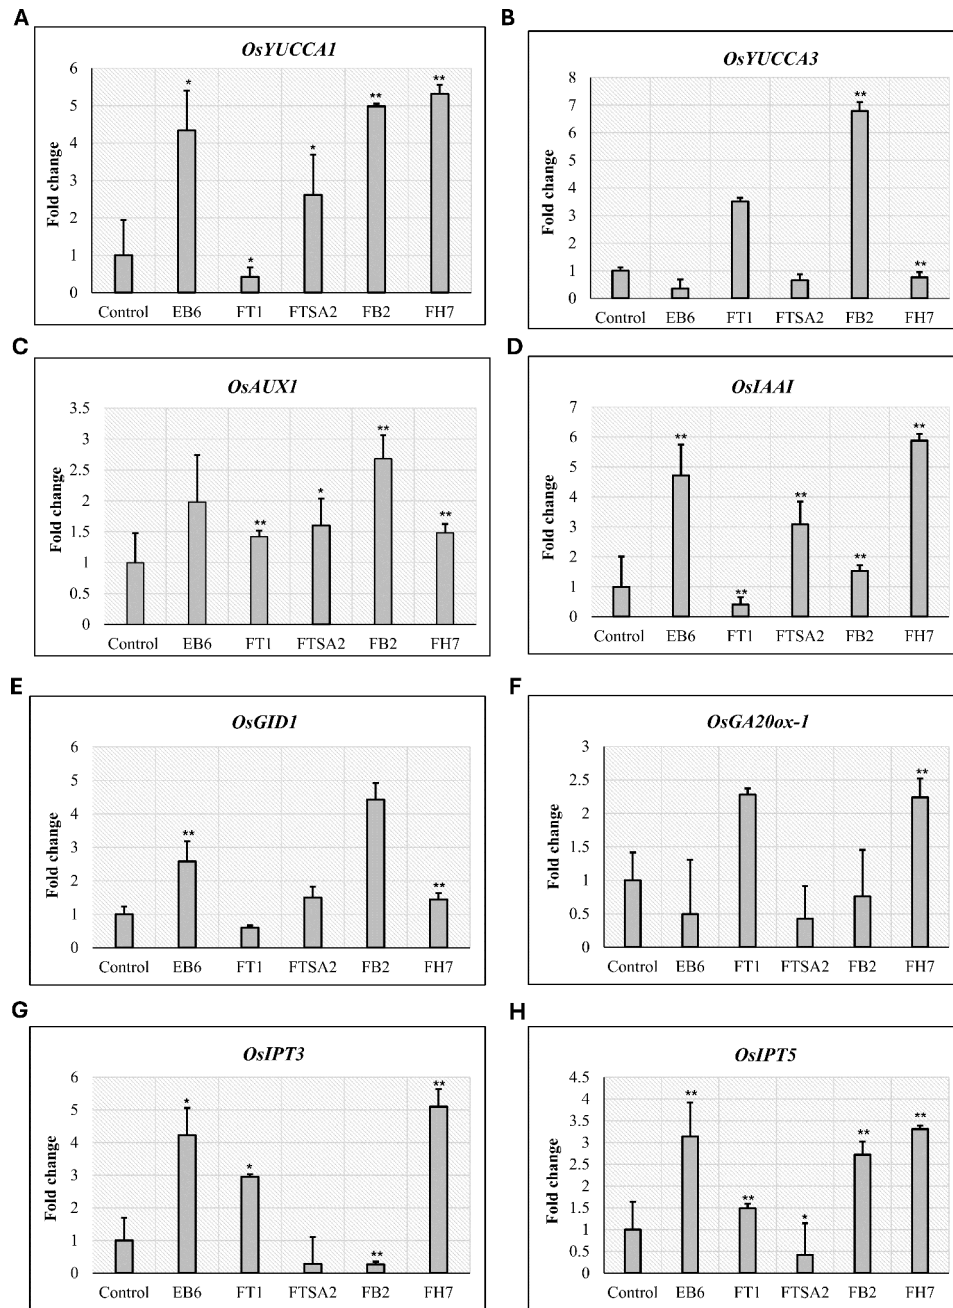 A
OsYUCCA1
Fold change
6
5
4
3
2
1
0
* * * ** **
Control EB6 FT1 FTSA2 FB2 FH7
B
OsYUCCA3
Fold change
8
7
6
5
4
3
2
1
0
** **
Control EB6 FT1 FTSA2 FB2 FH7
C
OsAUX1
Fold change
3.5
3
2.5
2
1.5
1
0.5
0
** * ** **
Control EB6 FT1 FTSA2 FB2 FH7
D
OsIAAI
Fold change
7
6
5
4
3
2
1
0
** ** ** ** **
Control EB6 FT1 FTSA2 FB2 FH7
E
OsGID1
Fold change
6
5
4
3
2
1
0
** **
Control EB6 FT1 FTSA2 FB2 FH7
F
OsGA20ox-1
Fold change
3
2.5
2
1.5
1
0.5
0
**
Control EB6 FT1 FTSA2 FB2 FH7
G
OsIPT3
Fold change
6
5
4
3
2
1
0
* * ** **
Control EB6 FT1 FTSA2 FB2 FH7
H
OsIPT5
Fold change
4.5
4
3.5
3
2.5
2
1.5
1
0.5
0
** ** * ** **
Control EB6 FT1 FTSA2 FB2 FH7